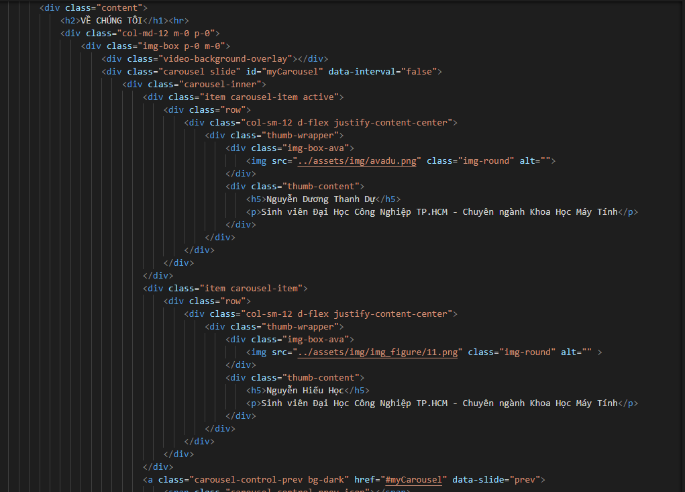 <div class="content">
<h2>VỀ CHÚNG TÔI</h1><hr>
<div class="col-md-12 m-0 p-0">
<div class="img-box p-0 m-0">
<div class="video-background-overlay"></div>
<div class="carousel slide" id="myCarousel" data-interval="false">
<div class="carousel-inner">
<div class="item carousel-item active">
<div class="row">
<div class="col-sm-12 d-flex justify-content-center">
<div class="thumb-wrapper">
<div class="img-box-ava">
<img src="../assets/img/avadu.png" class="img-round" alt="">
</div>
<div class="thumb-content">
<h5>Nguyễn Dương Thanh Dự</h5>
<p>Sinh viên Đại Học Công Nghiệp TP.HCM - Chuyên ngành Khoa Học Máy Tính</p>
</div>
</div>
</div>
</div>
</div>
<div class="item carousel-item">
<div class="row">
<div class="col-sm-12 d-flex justify-content-center">
<div class="thumb-wrapper">
<div class="img-box-ava">
<img src="../assets/img/img_figure/11.png" class="img-round" alt="" >
</div>
<div class="thumb-content">
<h5>Nguyễn Hiếu Học</h5>
<p>Sinh viên Đại Học Công Nghiệp TP.HCM - Chuyên ngành Khoa Học Máy Tính</p>
</div>
</div>
</div>
</div>
</div>
<a class="carousel-control-prev bg-dark" href="#myCarousel" data-slide="prev">